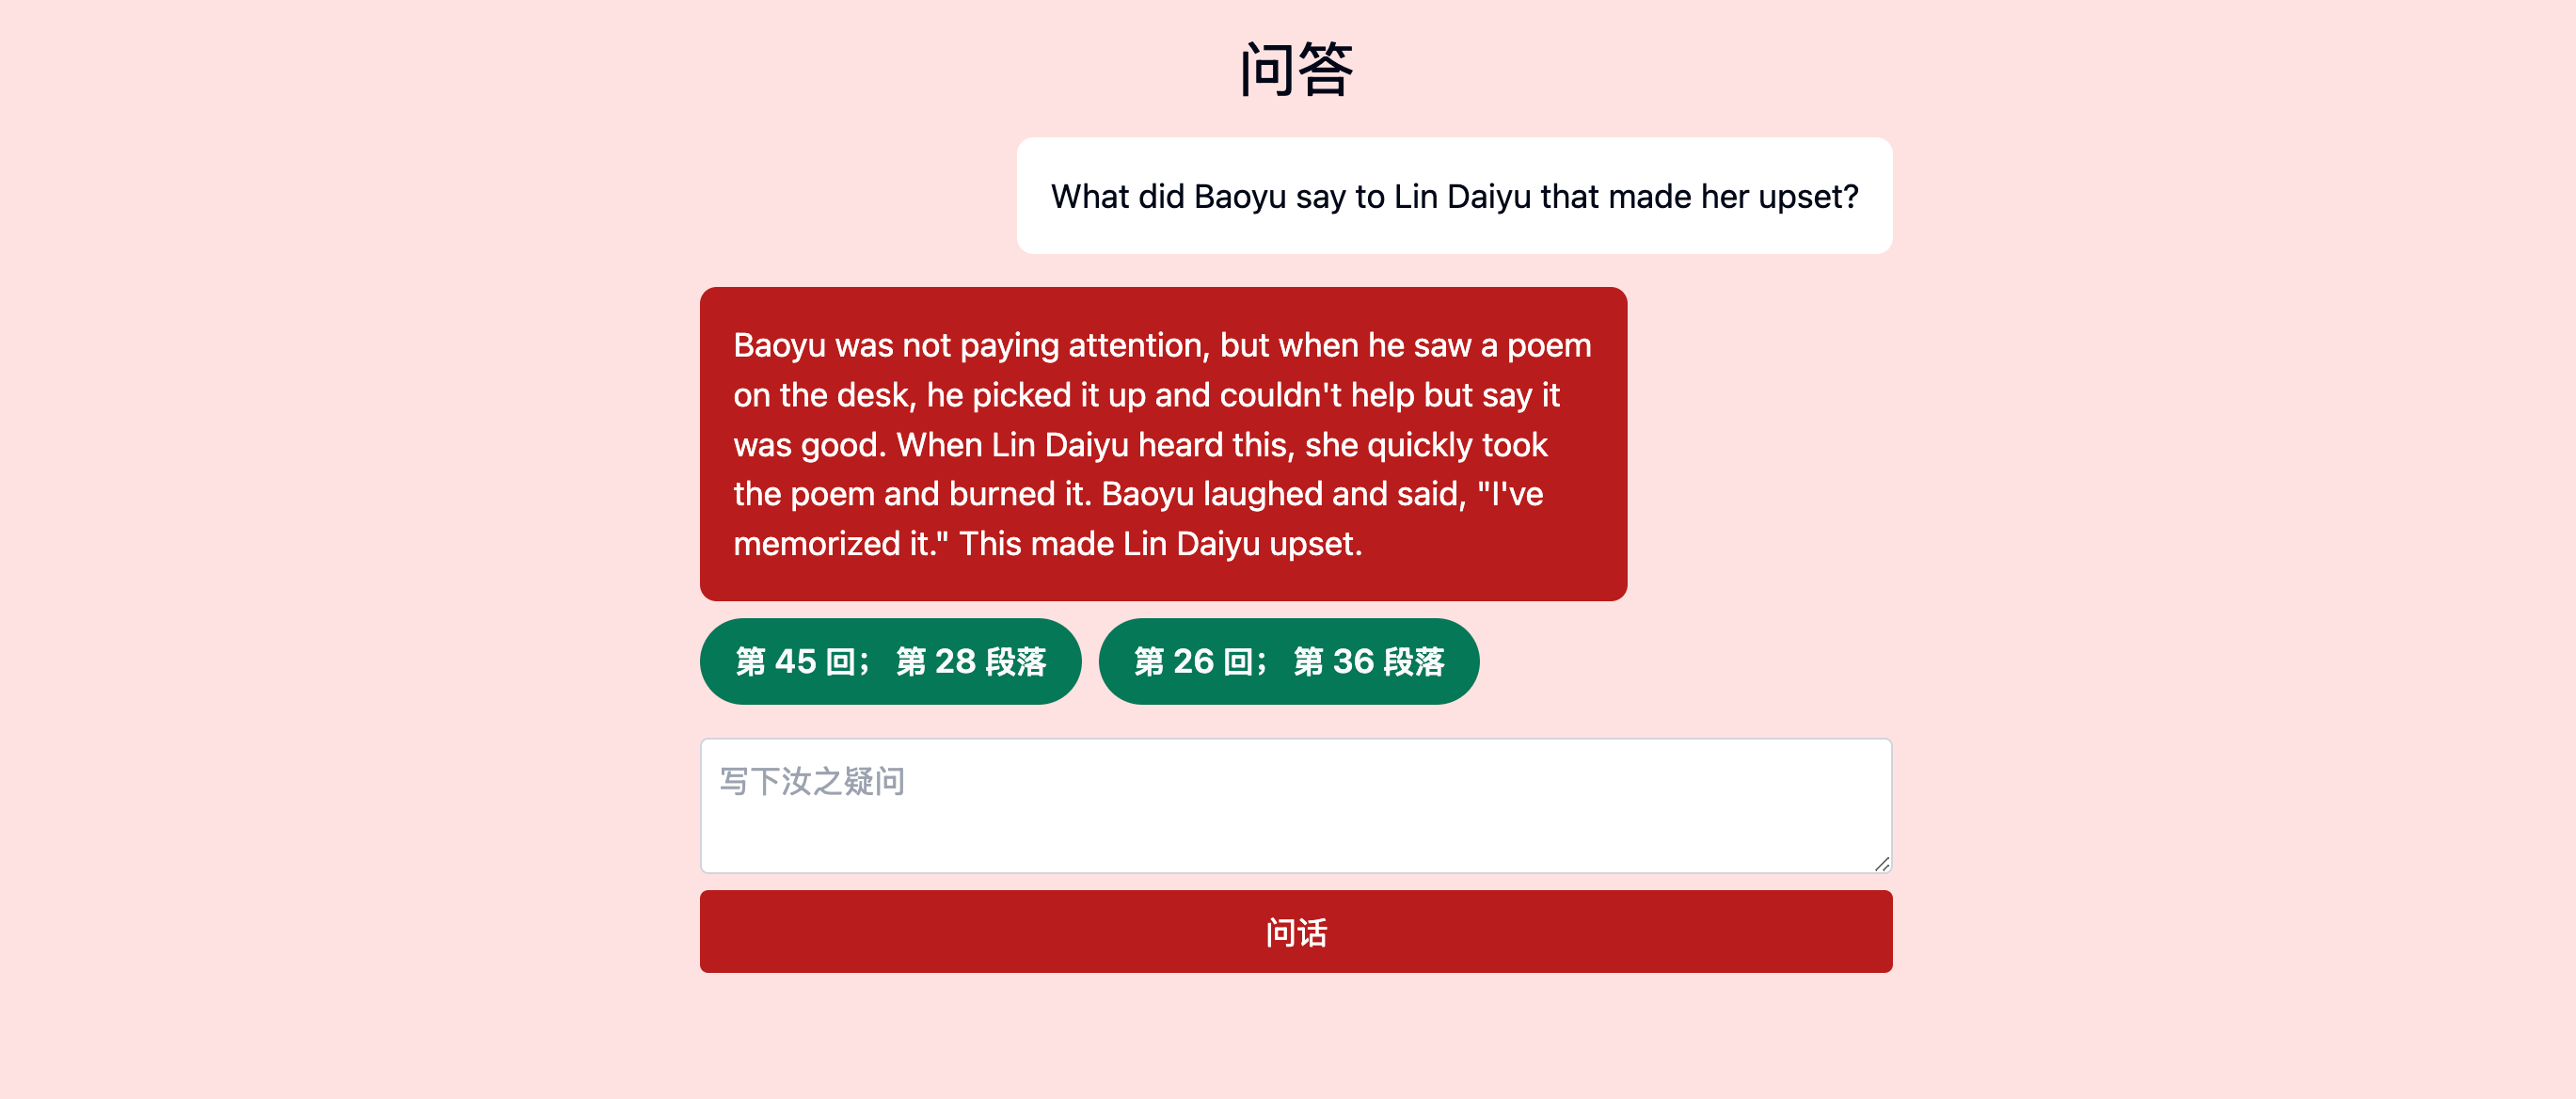 问答
What did Baoyu say to Lin Daiyu that made her upset?
Baoyu was not paying attention, but when he saw a poem
on the desk, he picked it up and couldn't help but say it
was good. When Lin Daiyu heard this, she quickly took
the poem and burned it. Baoyu laughed and said, "I've
memorized it." This made Lin Daiyu upset.
第 45 回； 第 28 段落
第 26 回； 第 36 段落
写下汝之疑问
问话